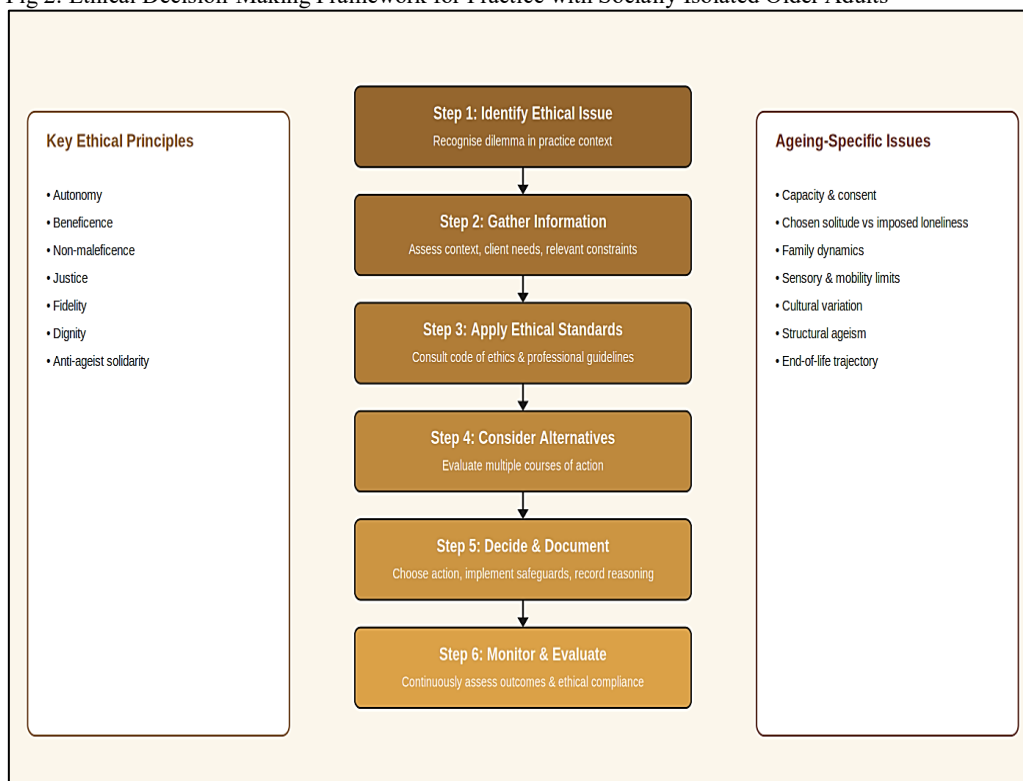 Fig 2: Ethical Decision-Making Framework for Practice with Socially Isolated Older Adults
Key Ethical Principles
• Autonomy
• Beneficence
• Non-maleficence
• Justice
• Fidelity
• Dignity
• Anti-ageist solidarity
Step 1: Identify Ethical Issue
Recognise dilemma in practice context
Step 2: Gather Information
Assess context, client needs, relevant constraints
Step 3: Apply Ethical Standards
Consult code of ethics & professional guidelines
Step 4: Consider Alternatives
Evaluate multiple courses of action
Step 5: Decide & Document
Choose action, implement safeguards, record reasoning
Step 6: Monitor & Evaluate
Continuously assess outcomes & ethical compliance
Ageing-Specific Issues
• Capacity & consent
• Chosen solitude vs imposed loneliness
• Family dynamics
• Sensory & mobility limits
• Cultural variation
• Structural ageism
• End-of-life trajectory